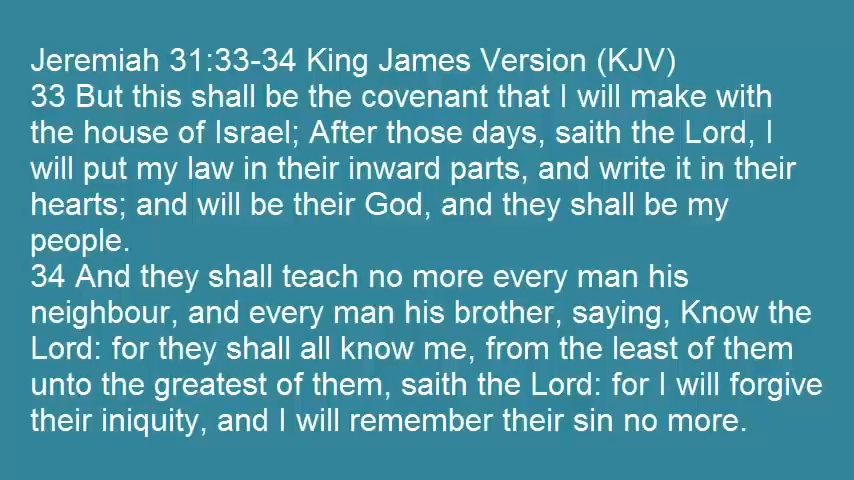 Jeremiah 31:33-34 King James Version (KJV)
33 But this shall be the covenant that I will make with
the house of Israel; After those days, saith the Lord, I
will put my law in their inward parts, and write it in their
hearts; and will be their God, and they shall be my
people.
34 And they shall teach no more every man his
neighbour, and every man his brother, saying, Know the
Lord: for they shall all know me, from the least of them
unto the greatest of them, saith the Lord: for I will forgive
their iniquity, and I will remember their sin no more.